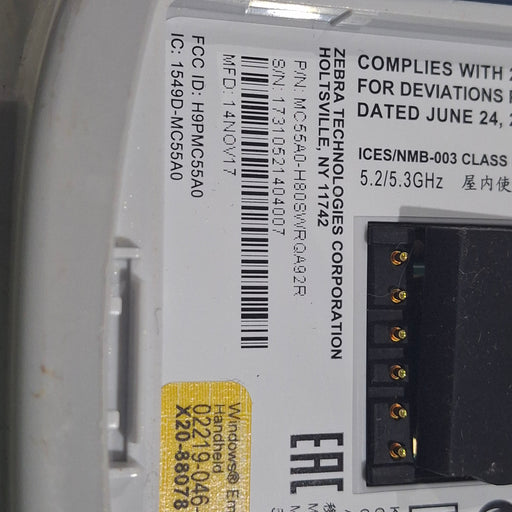 COMPLIES WITH
FOR DEVIATIONS
DATED JUNE 24,
ICES/NMB-003 CLASS
5.2/5.3GHz 屋内使
ZEBRA TECHNOLOGIES CORPORATION
HOLTSVILLE, NY 11742
P/N: MC55A0-H80SWRQA92R
S/N: 17310521404007
MFD: 14NOV17
FCC ID: H9PMC55A0
IC: 1549D-MC55A0
EAC
Windows® Em
Handheld
02219-046-
X20-88078